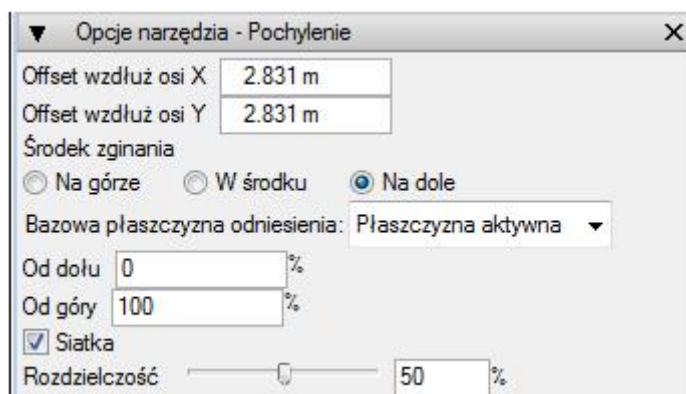 Opcje narzędzia - Pochylenie
Offset wzdłuż osi X 2.831 m
Offset wzdłuż osi Y 2.831 m
Środek zginania
Na górze W środku Na dole
Bazowa płaszczyzna odniesienia: Płaszczyzna aktywna
Od dołu 0 %
Od góry 100 %
Siatka
Rozdzielczość 50 %